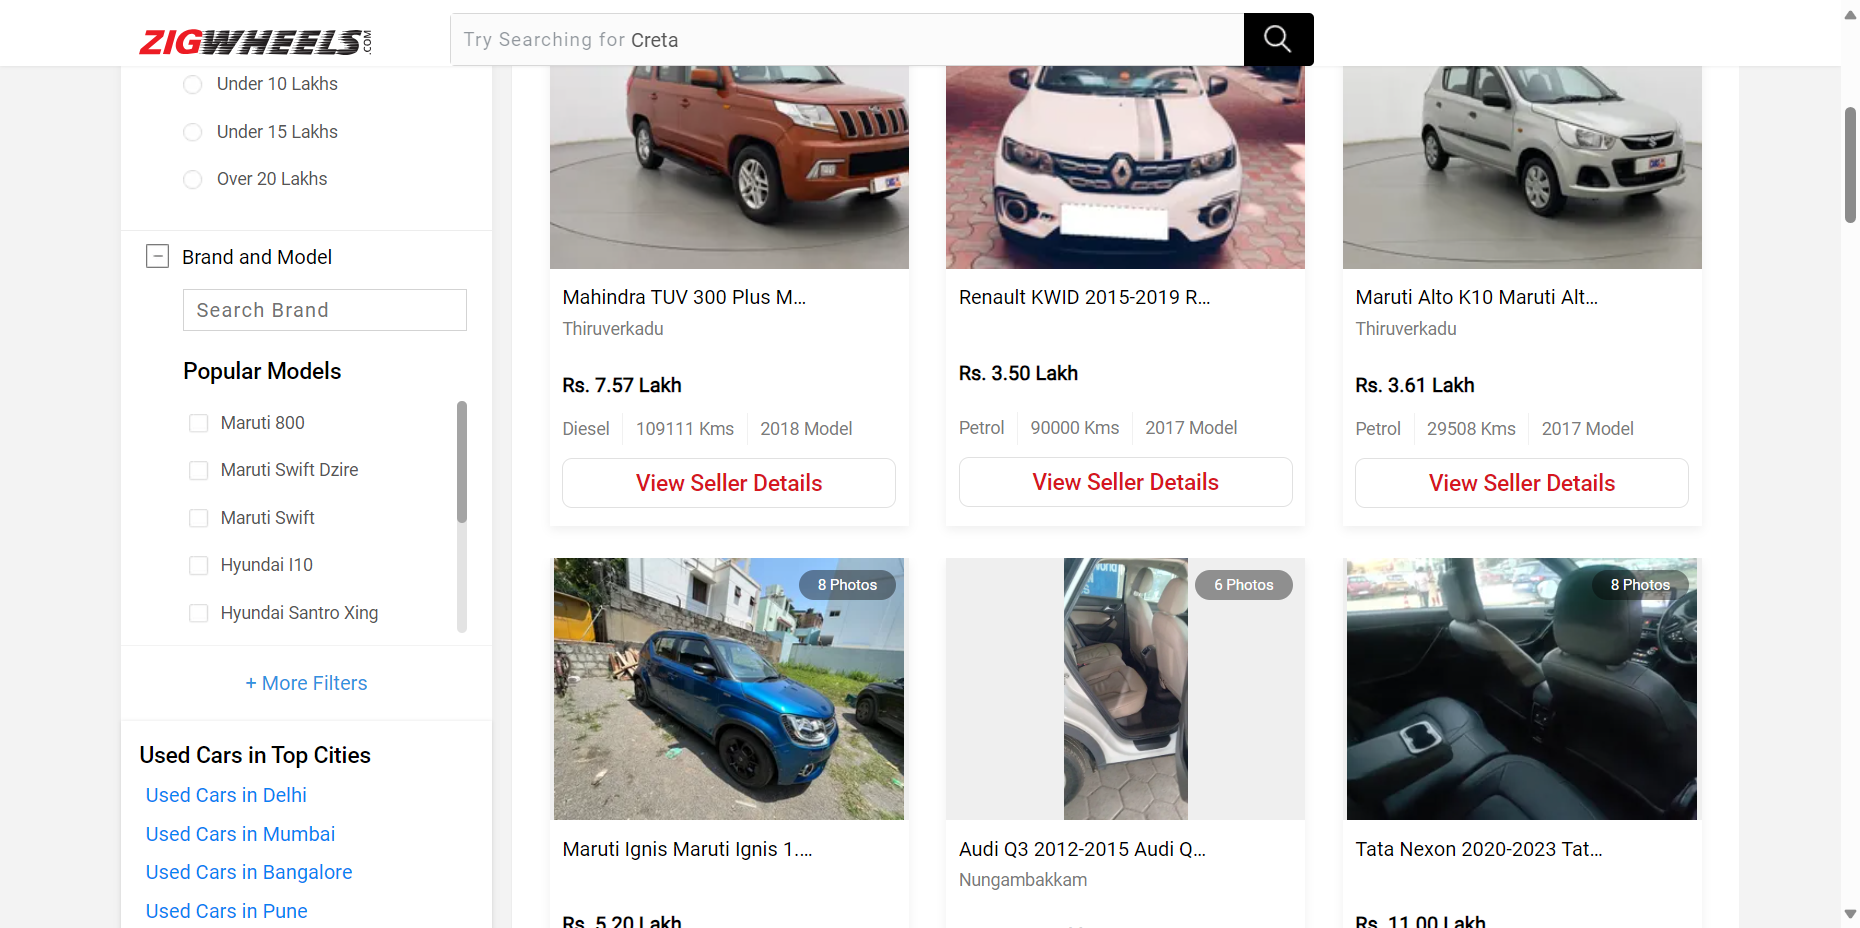 ZIGWHEELS.COM
Try Searching for Creta
Under 10 Lakhs
Under 15 Lakhs
Over 20 Lakhs
Brand and Model
Search Brand
Popular Models
Maruti 800
Maruti Swift Dzire
Maruti Swift
Hyundai I10
Hyundai Santro Xing
+ More Filters
Used Cars in Top Cities
Used Cars in Delhi
Used Cars in Mumbai
Used Cars in Bangalore
Used Cars in Pune
Mahindra TUV 300 Plus M...
Thiruverkadu
Rs. 7.57 Lakh
Diesel
109111 Kms
2018 Model
View Seller Details
Renault KWID 2015-2019 R...
Rs. 3.50 Lakh
Petrol
90000 Kms
2017 Model
View Seller Details
Maruti Alto K10 Maruti Alt...
Thiruverkadu
Rs. 3.61 Lakh
Petrol
29508 Kms
2017 Model
View Seller Details
8 Photos
Maruti Ignis Maruti Ignis 1....
Rs. 5.20 Lakh
6 Photos
Audi Q3 2012-2015 Audi Q...
Nungambakkam
8 Photos
Tata Nexon 2020-2023 Tat...
Rs. 11.00 Lakh